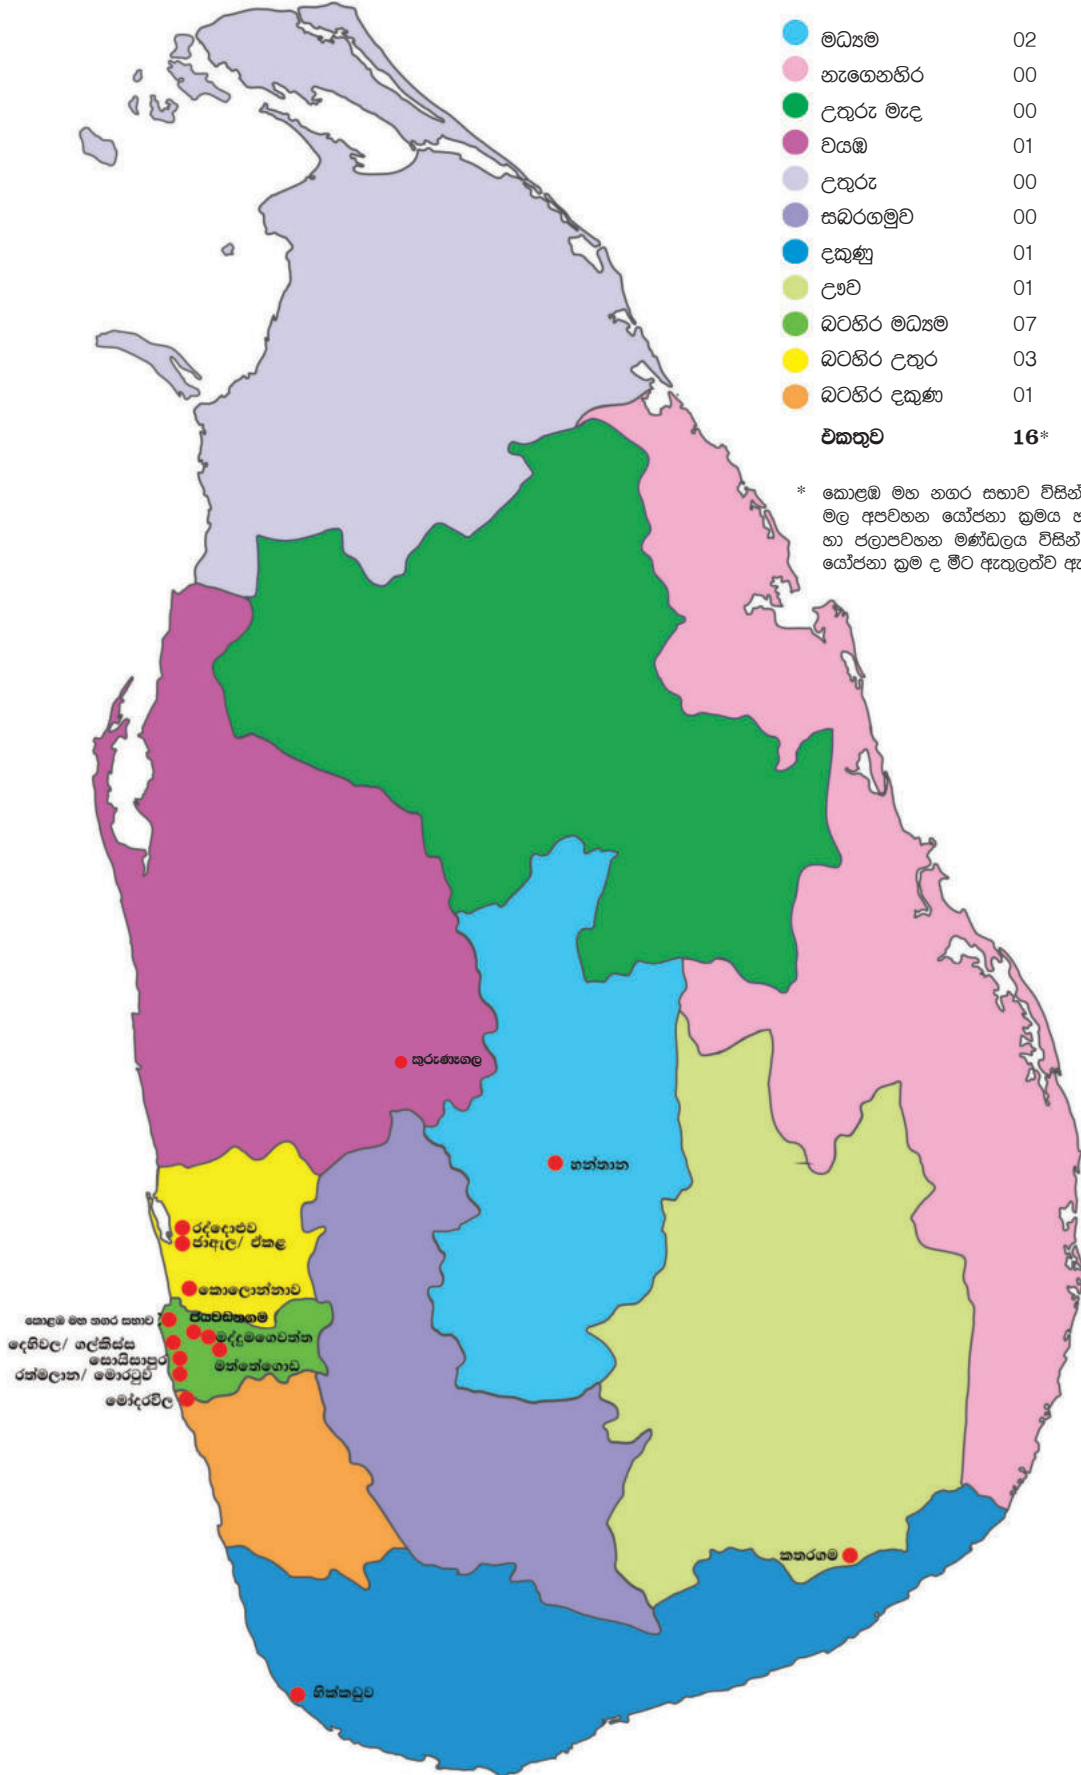 මධ්‍යම 02
නැගෙනහිර 00
උතුරු මැද 00
වයඹ 01
උතුරු 00
සබරගමුව 00
දකුණු 01
ඌව 01
බටහිර මධ්‍යම 07
බටහිර උතුර 03
බටහිර දකුණ 01
එකතුව 16*
* කොළඹ මහ නගර සභාව විසින්
මල අපවහන යෝජනා ක්‍රමය හ
හා ජලාපවහන මණ්ඩලය විසින්
යෝජනා ක්‍රම ද මීට ඇතුලත්ව ඇ
කුරුණෑගල
හන්තාන
රද්දොළුව
ජාඇල/ ඒකල
කොලොන්නාව
කොළඹ මහ නගර සභාව
ජයවඩනගම
මද්දුමගෙවත්ත
දෙහිවල/ ගල්කිස්ස
සොයිසාපුර
මත්තේගොඩ
රත්මලාන/ මොරටුව
මෝදරවිල
කතරගම
හික්කඩුව